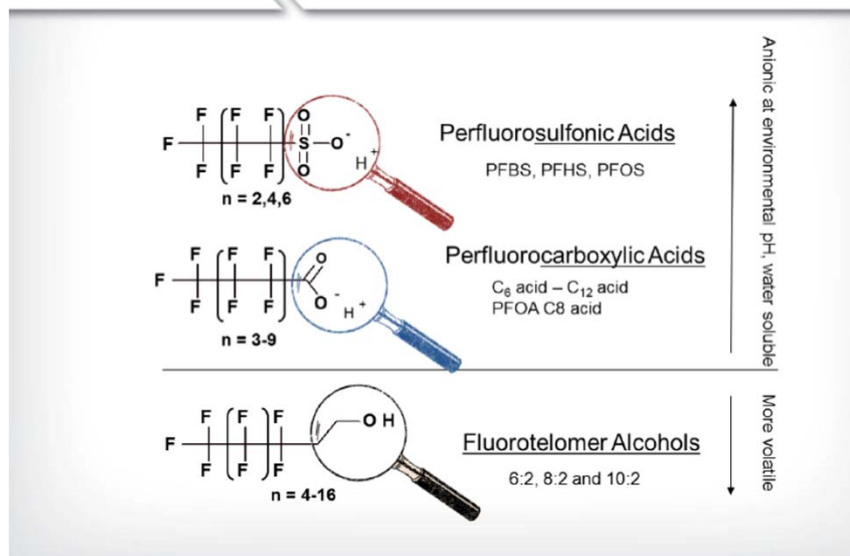 F F F O
F S O -
F F F O H +
n = 2,4,6
Perfluorosulfonic Acids
PFBS, PFHS, PFOS
F F F O
F
F F F O - H +
n = 3-9
Perfluorocarboxylic Acids
C₆ acid – C₁₂ acid
PFOA C8 acid
Anionic at environmental pH, water soluble
F F F
F O H
F F F
n = 4-16
Fluorotelomer Alcohols
6:2, 8:2 and 10:2
More volatile